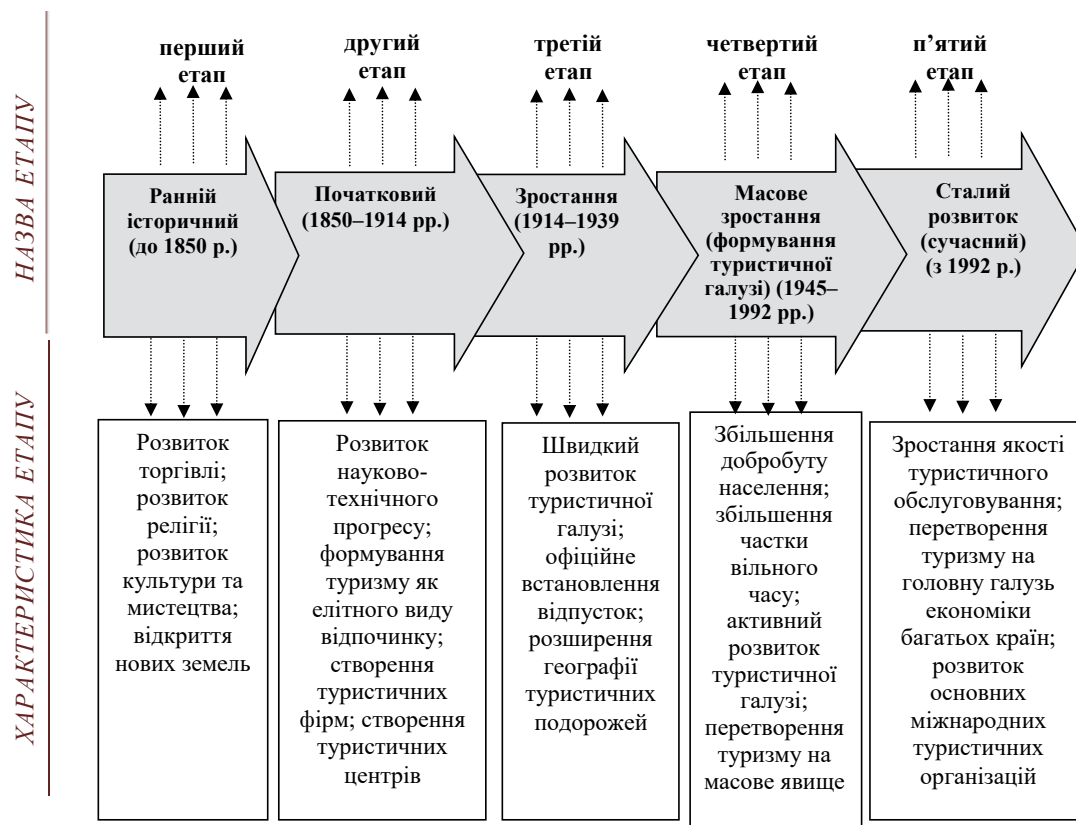 НАЗВА ЕТАПУ
перший
етап
другий
етап
третій
етап
четвертий
етап
п’ятий
етап
Ранній
історичний
(до 1850 р.)
Початковий
(1850–1914 рр.)
Зростання
(1914–1939
рр.)
Масове
зростання
(формування
туристичної
галузі) (1945–
1992 рр.)
Сталий
розвиток
(сучасний)
(з 1992 р.)
ХАРАКТЕРИСТИКА ЕТАПУ
Розвиток
торгівлі;
розвиток
релігії;
розвиток
культури та
мистецтва;
відкриття
нових земель
Розвиток
науково-
технічного
прогресу;
формування
туризму як
елітного виду
відпочинку;
створення
туристичних
фірм; створення
туристичних
центрів
Швидкий
розвиток
туристичної
галузі;
офіційне
встановлення
відпусток;
розширення
географії
туристичних
подорожей
Збільшення
добробуту
населення;
збільшення
частки
вільного
часу;
активний
розвиток
туристичної
галузі;
перетворення
туризму на
масове явище
Зростання якості
туристичного
обслуговування;
перетворення
туризму на
головну галузь
економіки
багатьох країн;
розвиток
основних
міжнародних
туристичних
організацій